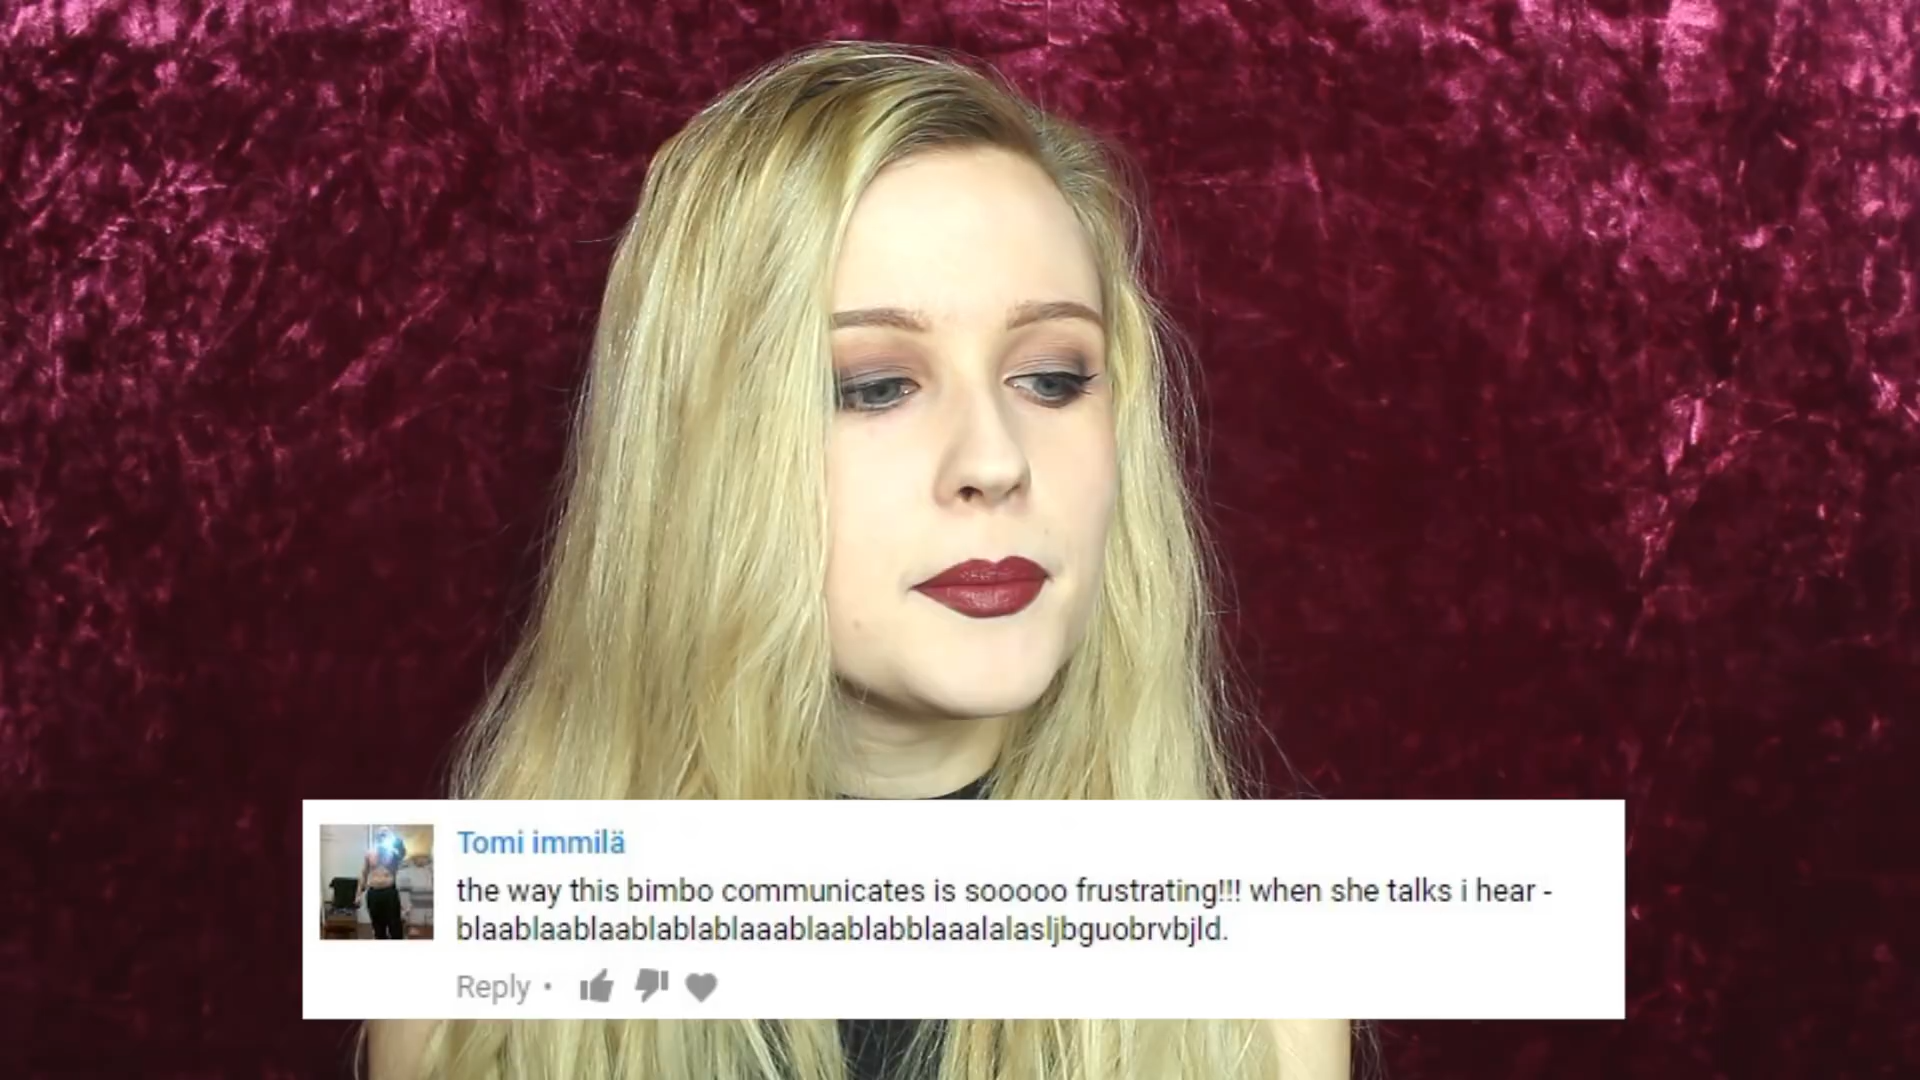 Tomi immilä
the way this bimbo communicates is sooooo frustrating!!! when she talks i hear -
blaablaablaablablablaaablaablabblaaalalasljbguobrvbjld.
Reply •